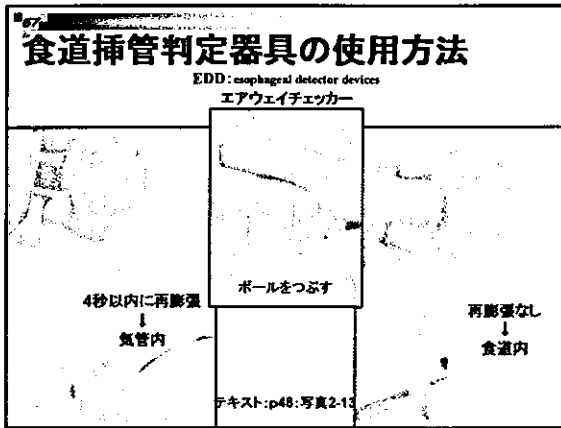 67
食道挿管判定器具の使用方法
EDD:esophageal detector devices
エアウェイチェッカー
ボールをつぶす
4秒以内に再膨張
↓
気管内
再膨張なし
↓
食道内
テキスト:p48:写真2-13